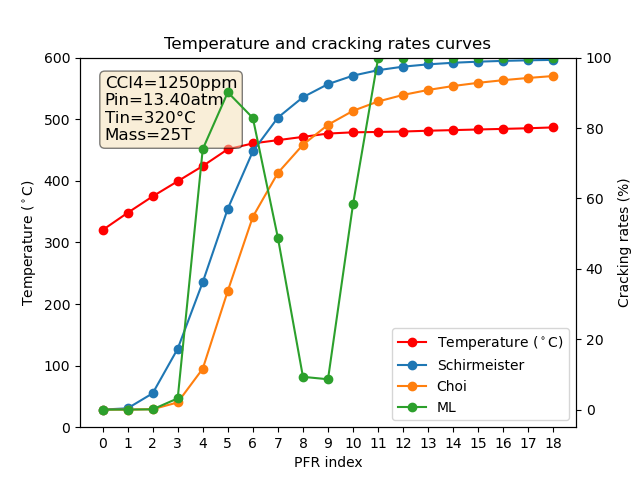 Temperature and cracking rates curves
CCl4=1250ppm
Pin=13.40atm
Tin=320°C
Mass=25T
Temperature (°C)
600
500
400
300
200
100
0
100
80
60
40
20
0
Cracking rates (%)
Temperature (°C)
Schirmeister
Choi
ML
0 1 2 3 4 5 6 7 8 9 10 11 12 13 14 15 16 17 18
PFR index